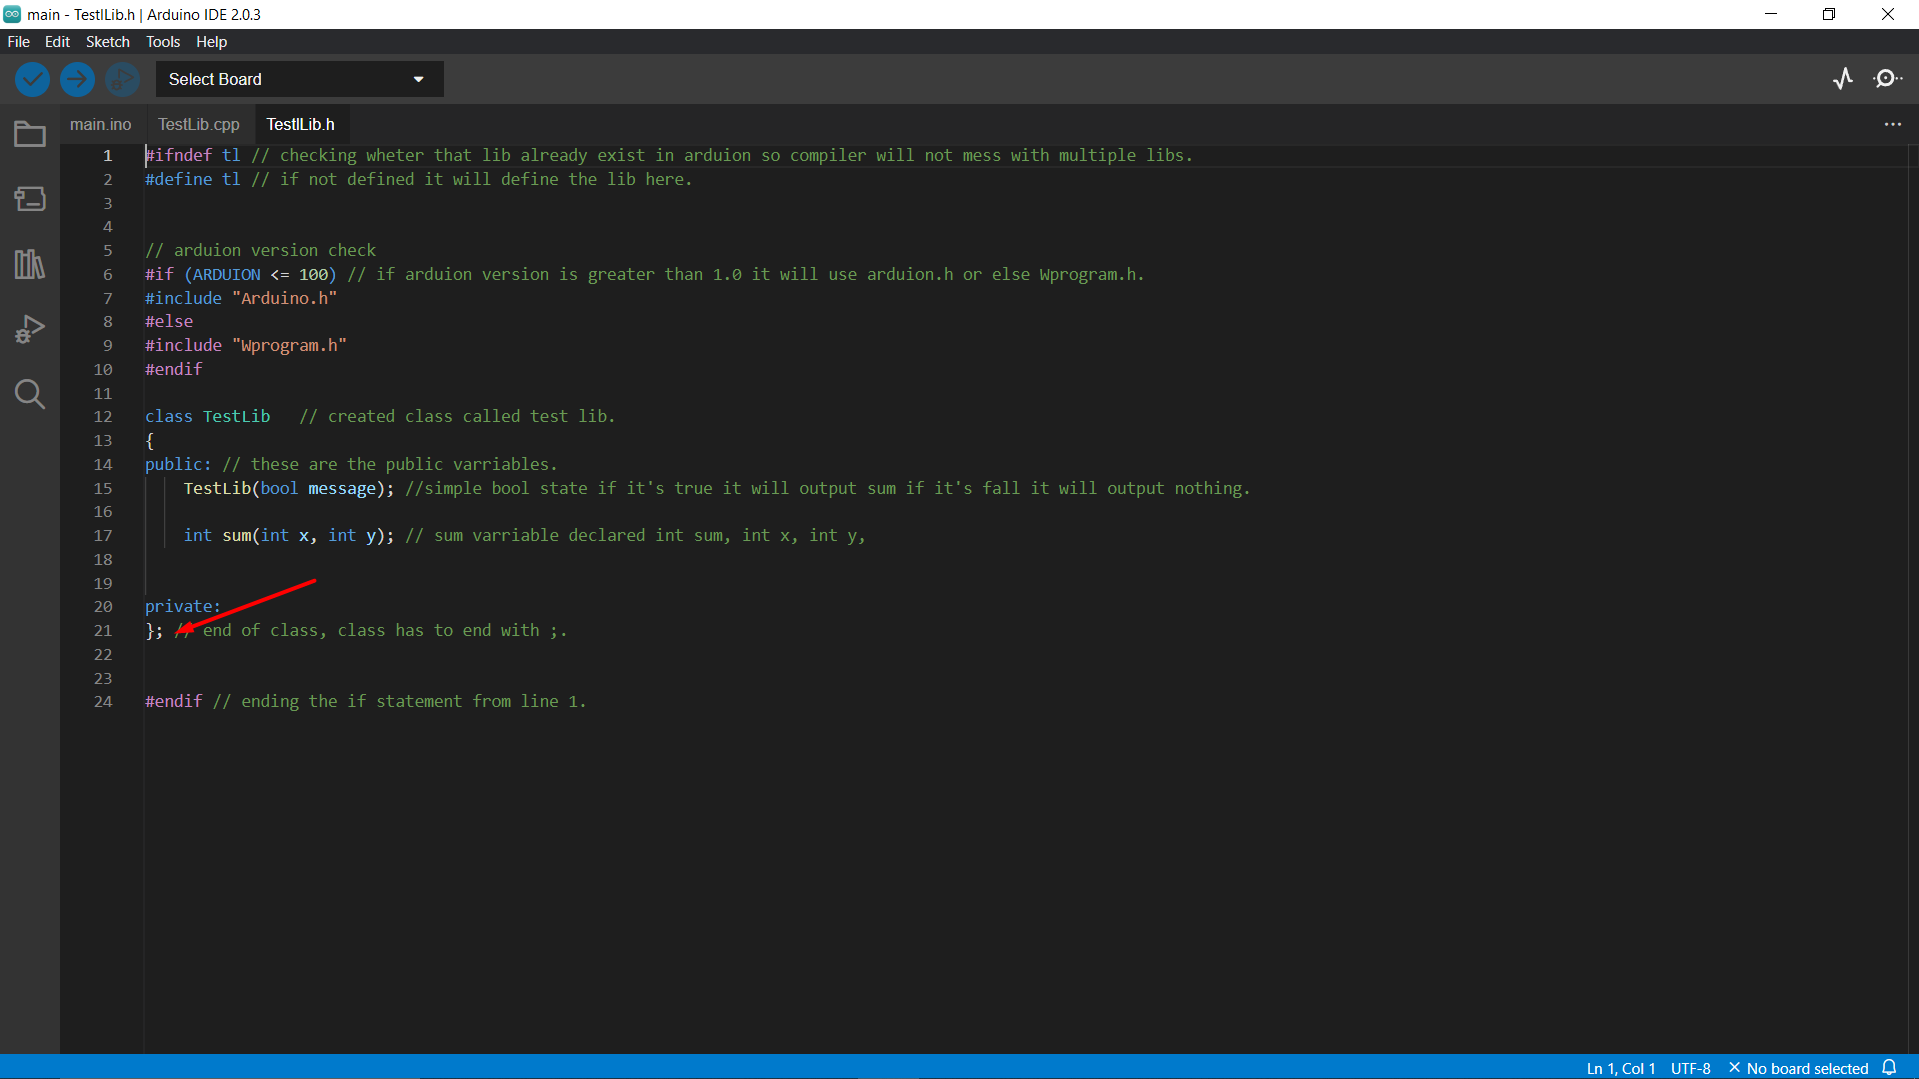 main - TestlLib.h | Arduino IDE 2.0.3
File Edit Sketch Tools Help
Select Board
main.ino TestLib.cpp TestlLib.h
1 #ifndef tl // checking wheter that lib already exist in arduion so compiler will not mess with multiple libs.
2 #define tl // if not defined it will define the lib here.
3
4
5 // arduion version check
6 #if (ARDUION <= 100) // if arduion version is greater than 1.0 it will use arduion.h or else Wprogram.h.
7 #include "Arduino.h"
8 #else
9 #include "Wprogram.h"
10 #endif
11
12 class TestLib   // created class called test lib.
13 {
14 public: // these are the public varriables.
15     TestLib(bool message); //simple bool state if it's true it will output sum if it's fall it will output nothing.
16
17     int sum(int x, int y); // sum varriable declared int sum, int x, int y,
18
19
20 private:
21 }; // end of class, class has to end with ;.
22
23
24 #endif // ending the if statement from line 1.
Ln 1, Col 1 UTF-8 No board selected